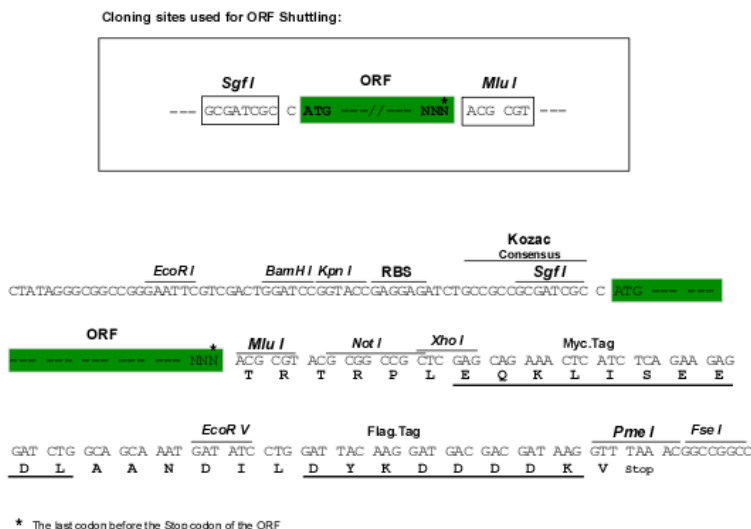 Cloning sites used for ORF Shuttling:
Sgf I ORF Mlu I
--- GCGATCGC C ATG ---//--- NNN* ACG CGT ---
Kozac
Consensus
EcoR I BamH I Kpn I RBS Sgf I
CTATAGGGCGGCCGGGAATTCGTCGACTGGATCCGGTACCGAGGAGATCTGCCGCCGCGATCGC C ATG --- ---
ORF
Mlu I Not I Xho I Myc.Tag
--- --- --- --- --- --- NNN* ACG CGT ACG CGG CCG CTC GAG CAG AAA CTC ATC TCA GAA GAG
T R T R P L E Q K L I S E E
EcoR V Flag.Tag Pme I Fse I
GAT CTG GCA GCA AAT GAT ATC CTG GAT TAC AAG GAT GAC GAC GAT AAG GTT TAA ACGGCCGGCC
D L A A N D I L D Y K D D D D K V Stop
* The last codon before the Stop codon of the ORF